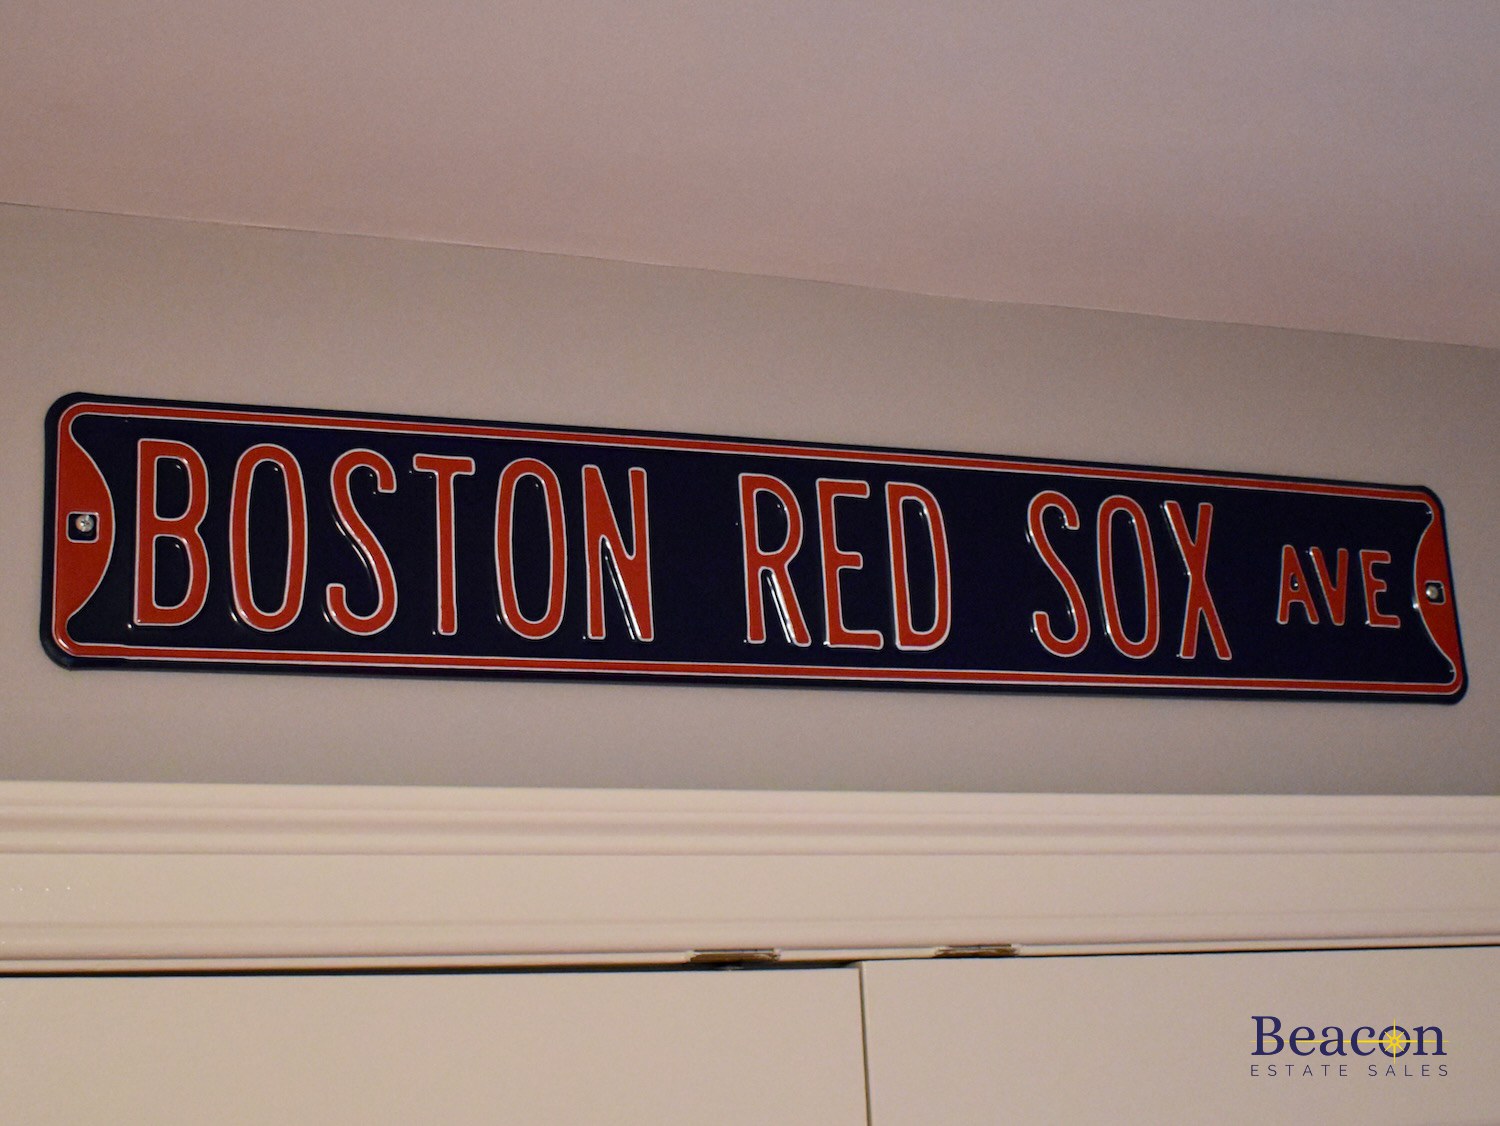 BOSTON RED SOX AVE
Beacon
ESTATE SALES